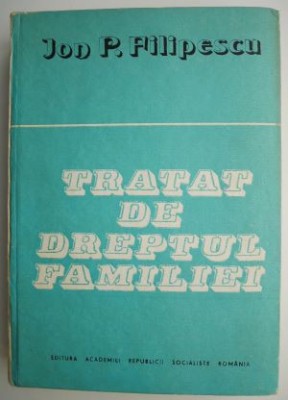 Ion P. Filipescu
TRATAT
DE
DREPTUL
FAMILIEI
EDITURA ACADEMIEI REPUBLICII SOCIALISTE ROMÂNIA